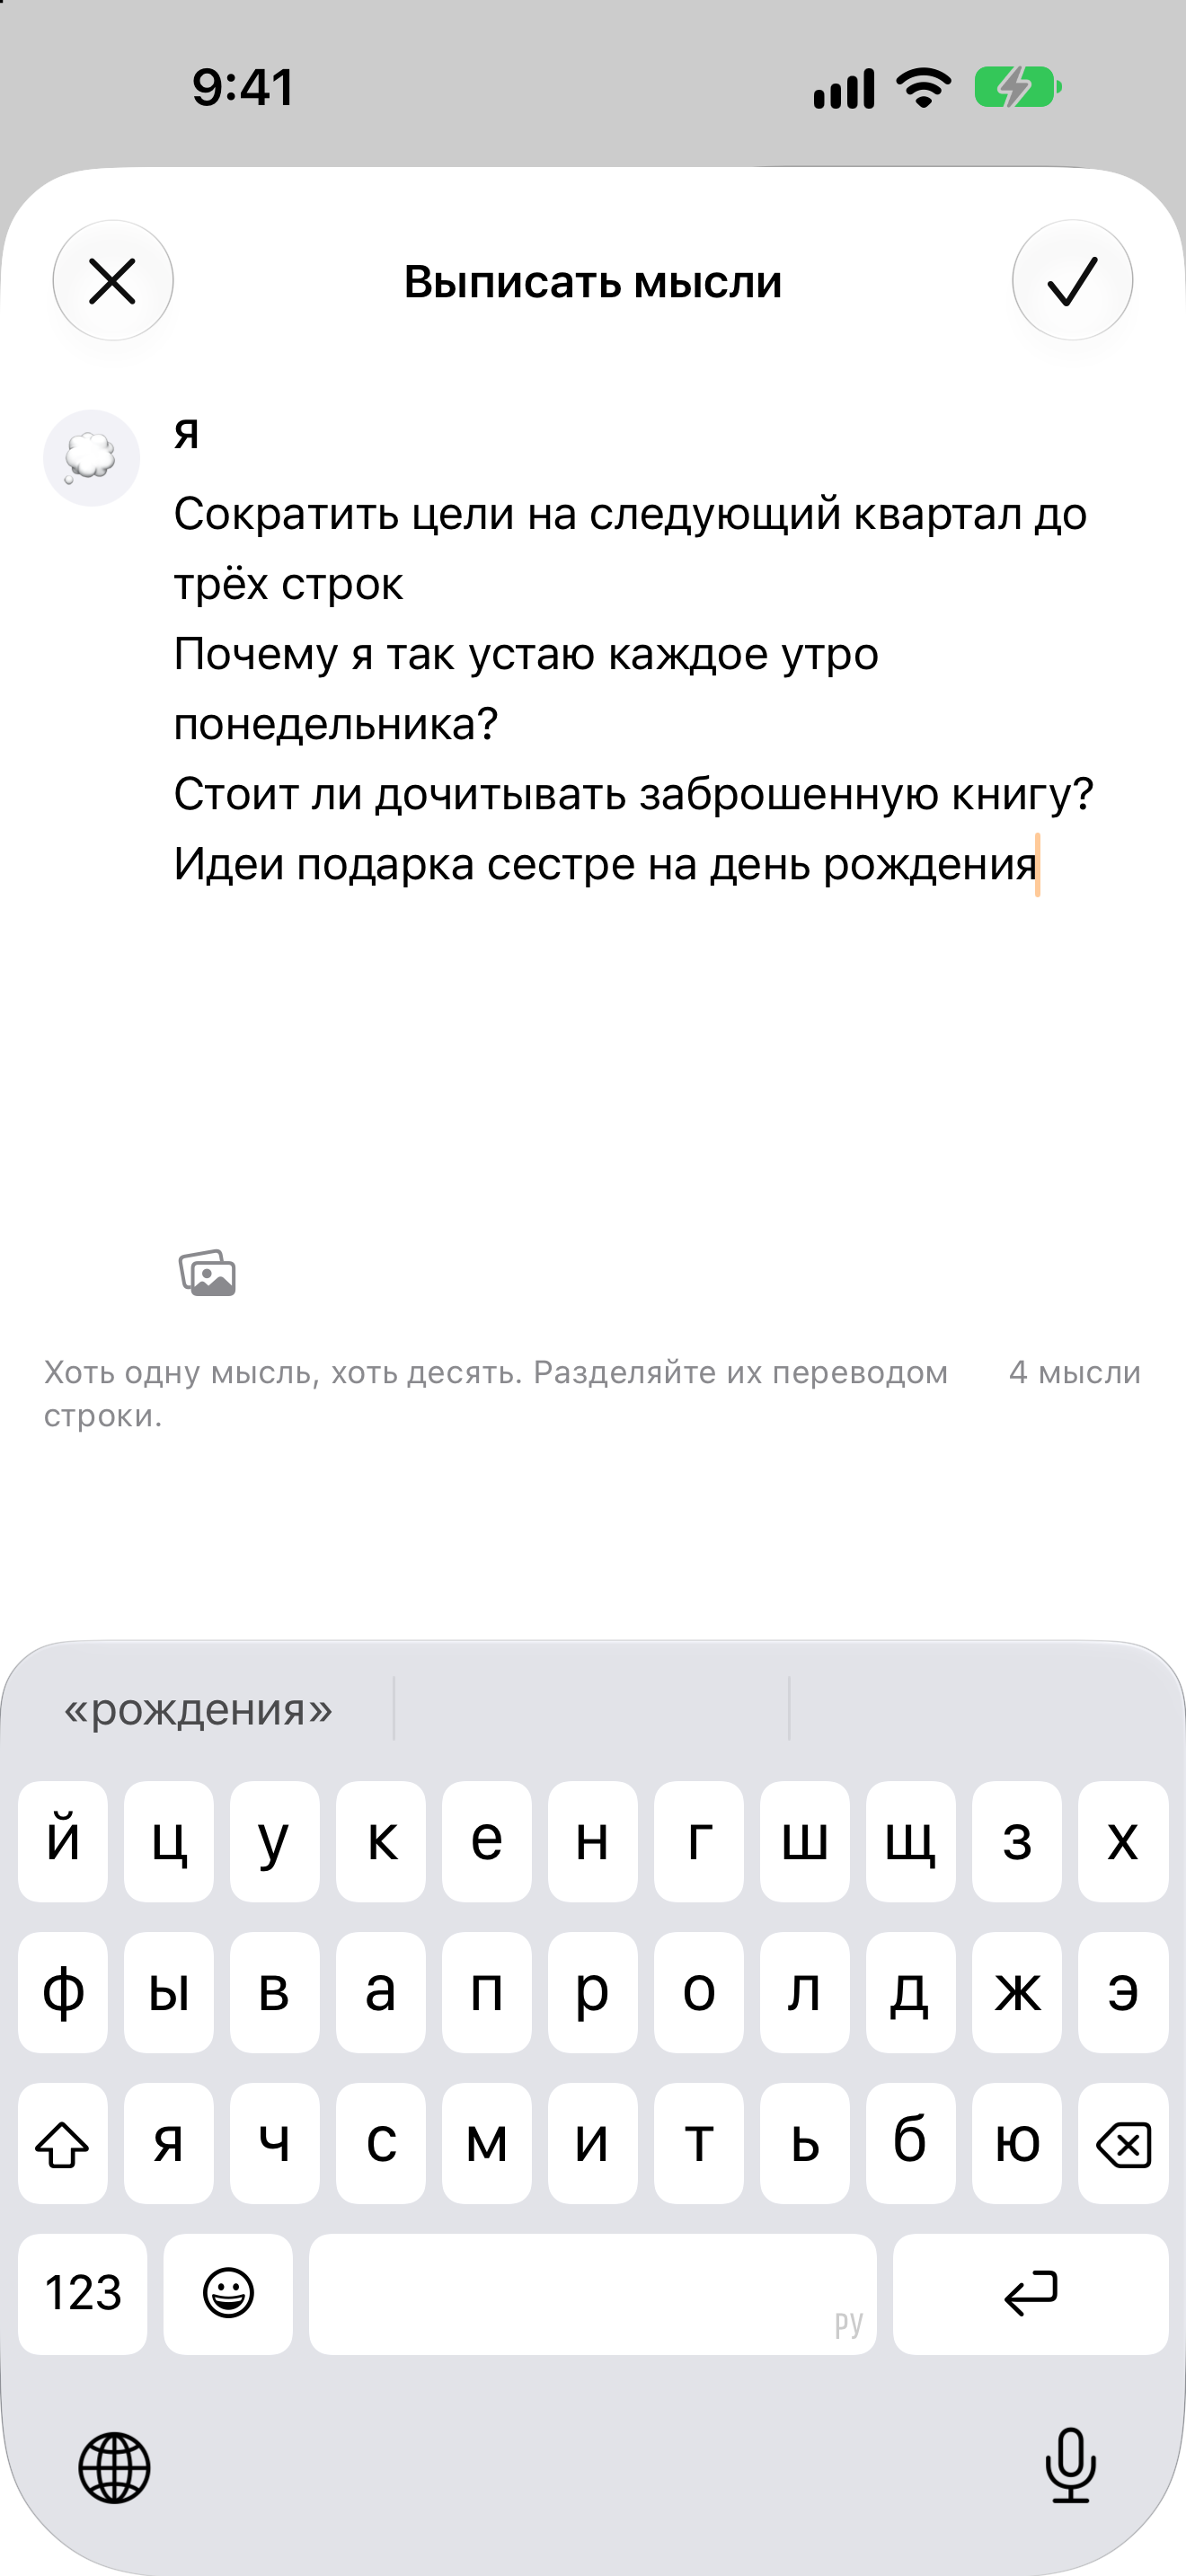 9:41
Выписать мысли
я
Сократить цели на следующий квартал до
трёх строк
Почему я так устаю каждое утро
понедельника?
Стоит ли дочитывать заброшенную книгу?
Идеи подарка сестре на день рождения
Хоть одну мысль, хоть десять. Разделяйте их переводом
строки.
4 мысли
«рождения»
й ц у к е н г ш щ з х
ф ы в а п р о л д ж э
я ч с м и т ь б ю
123
РУ